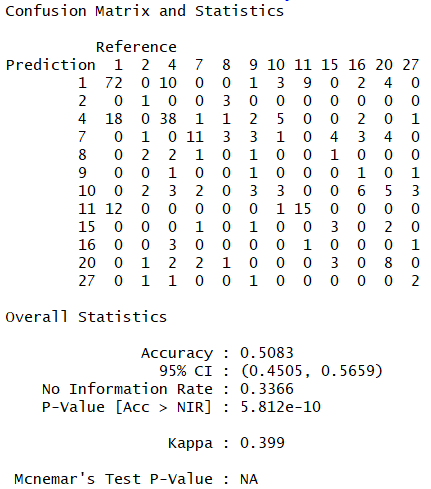 Confusion Matrix and Statistics
Reference
Prediction 1 2 4 7 8 9 10 11 15 16 20 27
1 72 0 10 0 0 1 3 9 0 2 4 0
2 0 1 0 0 3 0 0 0 0 0 0 0
4 18 0 38 1 1 2 5 0 0 2 0 1
7 0 1 0 11 3 3 1 0 4 3 4 0
8 0 2 2 1 0 1 0 0 1 0 0 0
9 0 0 1 0 0 1 0 0 0 1 0 1
10 0 2 3 2 0 3 3 0 0 6 5 3
11 12 0 0 0 0 0 1 15 0 0 0 0
15 0 0 0 1 0 1 0 0 3 0 2 0
16 0 0 3 0 0 0 0 1 0 0 0 1
20 0 1 2 2 1 0 0 0 3 0 8 0
27 0 1 1 0 0 1 0 0 0 0 0 2
Overall Statistics
Accuracy : 0.5083
95% CI : (0.4505, 0.5659)
No Information Rate : 0.3366
P-Value [Acc > NIR] : 5.812e-10
Kappa : 0.399
Mcnemar's Test P-Value : NA